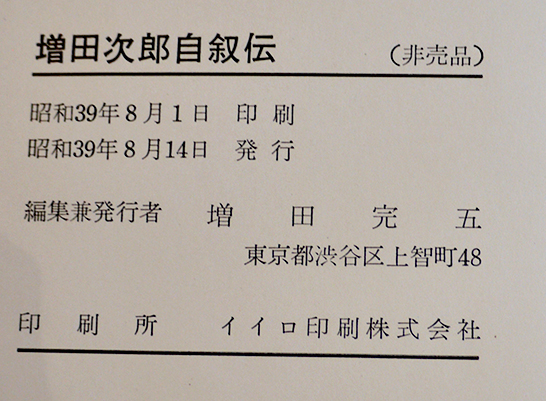 増田次郎自叙伝 （非売品）
昭和39年8月1日 印刷
昭和39年8月14日 発行
編集兼発行者 増田完五
東京都渋谷区上智町48
印刷所 イイロ印刷株式会社